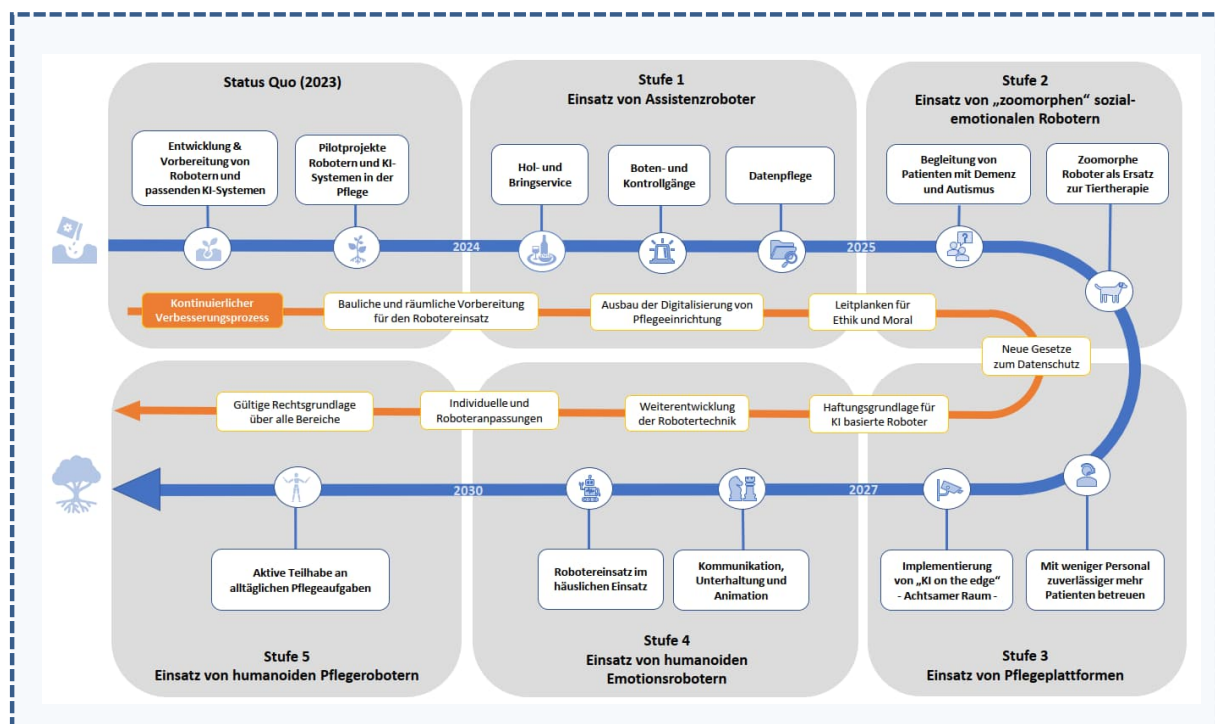 Status Quo (2023)
Stufe 1
Einsatz von Assistenzroboter
Stufe 2
Einsatz von „zoomorphen“ sozial-
emotionalen Robotern
Entwicklung &
Vorbereitung von
Robotern und
passenden KI-Systemen
Pilotprojekte
Robotern und KI-
Systemen in der
Pflege
Hol- und
Bringservice
Boten- und
Kontrollgänge
Datenpflege
Begleitung von
Patienten mit Demenz
und Autismus
Zoomorphe
Roboter als Ersatz
zur Tiertherapie
2024
2025
Kontinuierlicher
Verbesserungsprozess
Bauliche und räumliche Vorbereitung
für den Robotereinsatz
Ausbau der Digitalisierung von
Pflegeeinrichtung
Leitplanken für
Ethik und Moral
Neue Gesetze
zum Datenschutz
Gültige Rechtsgrundlage
über alle Bereiche
Individuelle und
Roboteranpassungen
Weiterentwicklung
der Robotertechnik
Haftungsgrundlage für
KI basierte Roboter
2030
2027
Aktive Teilhabe an
alltäglichen Pflegeaufgaben
Robotereinsatz im
häuslichen Einsatz
Kommunikation,
Unterhaltung und
Animation
Implementierung
von „KI on the edge“
- Achtsamer Raum -
Mit weniger Personal
zuverlässiger mehr
Patienten betreuen
Stufe 5
Einsatz von humanoiden Pflegerobotern
Stufe 4
Einsatz von humanoiden
Emotionsrobotern
Stufe 3
Einsatz von Pflegeplattformen